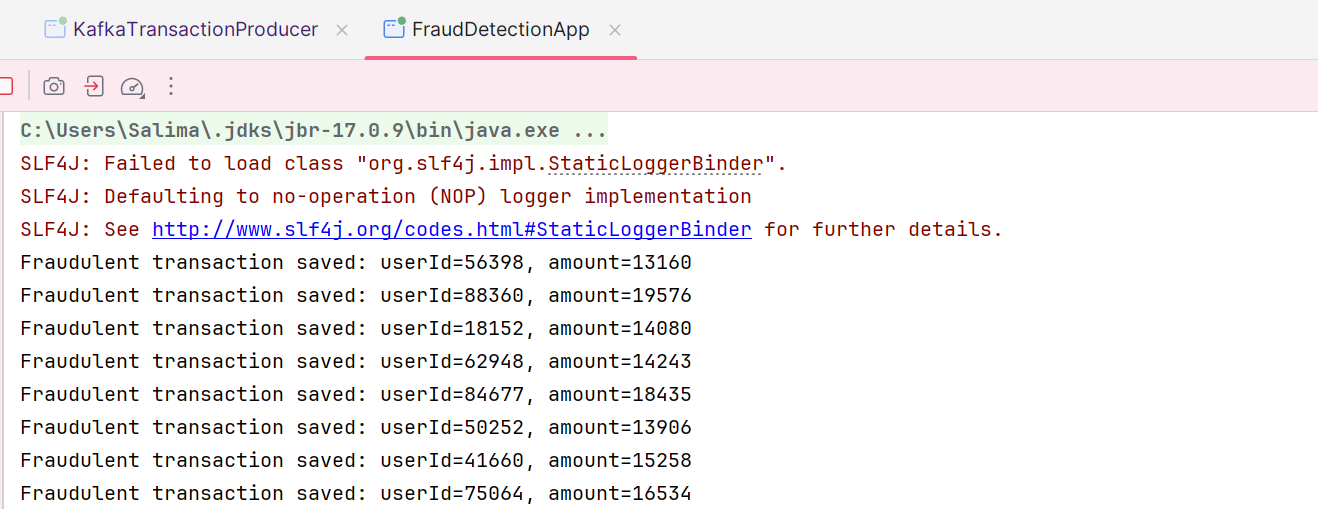 KafkaTransactionProducer FraudDetectionApp
C:\Users\Salima\.jdks\jbr-17.0.9\bin\java.exe ...
SLF4J: Failed to load class "org.slf4j.impl.StaticLoggerBinder".
SLF4J: Defaulting to no-operation (NOP) logger implementation
SLF4J: See http://www.slf4j.org/codes.html#StaticLoggerBinder for further details.
Fraudulent transaction saved: userId=56398, amount=13160
Fraudulent transaction saved: userId=88360, amount=19576
Fraudulent transaction saved: userId=18152, amount=14080
Fraudulent transaction saved: userId=62948, amount=14243
Fraudulent transaction saved: userId=84677, amount=18435
Fraudulent transaction saved: userId=50252, amount=13906
Fraudulent transaction saved: userId=41660, amount=15258
Fraudulent transaction saved: userId=75064, amount=16534